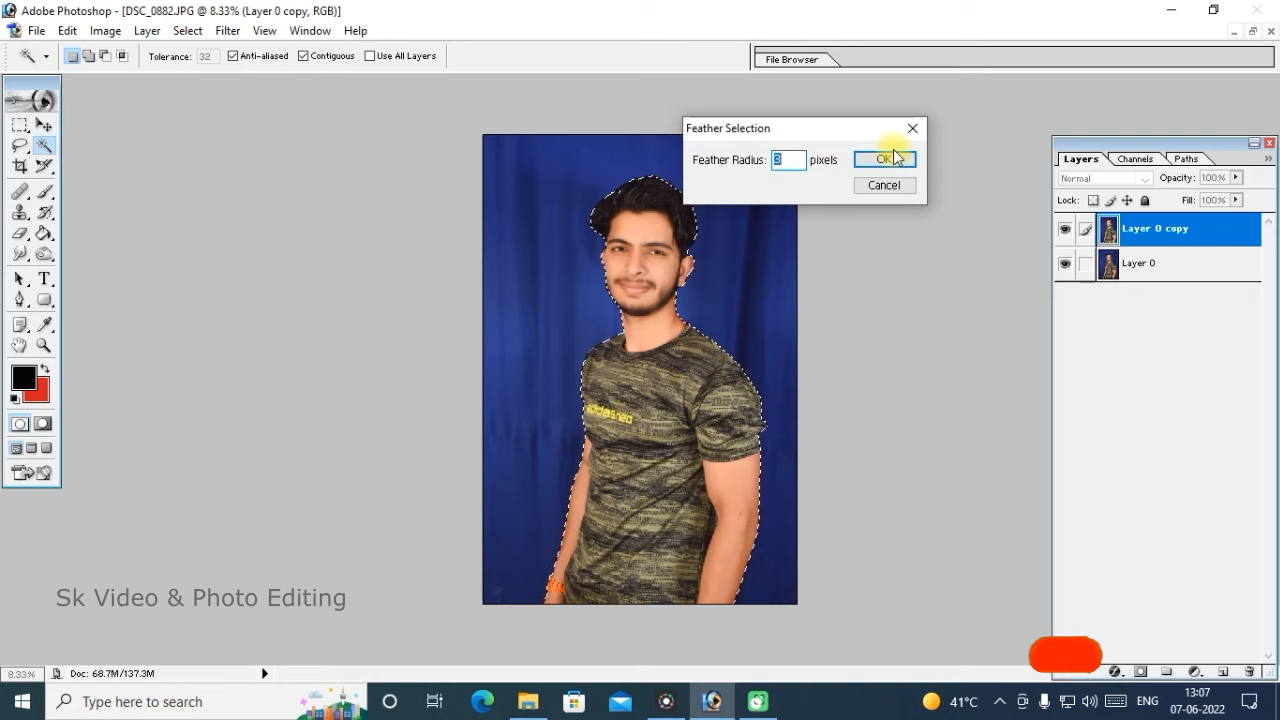 Adobe Photoshop - [DSC_0882.JPG @ 8.33% (Layer 0 copy, RGB)]
File Edit Image Layer Select Filter View Window Help
Tolerance: 32 Anti-aliased Contiguous Use All Layers
File Browser
Feather Selection
Feather Radius: 3 pixels OK
Cancel
Layers Channels Paths
Normal Opacity: 100%
Lock: Fill: 100%
Layer 0 copy
Layer 0
Sk Video & Photo Editing
8.33% Doc: 68.7M/137.3M
Type here to search
41°C ENG 13:07
07-06-2022